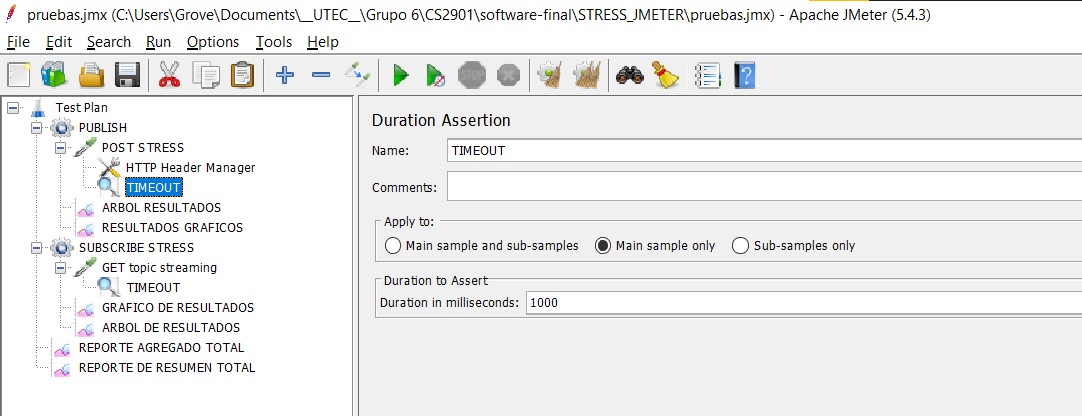 pruebas.jmx (C:\Users\Grove\Documents\__UTEC__\Grupo 6\CS2901\software-final\STRESS_JMETER\pruebas.jmx) - Apache JMeter (5.4.3)
File Edit Search Run Options Tools Help
STOP
Test Plan
PUBLISH
POST STRESS
HTTP Header Manager
TIMEOUT
ARBOL RESULTADOS
RESULTADOS GRAFICOS
SUBSCRIBE STRESS
GET topic streaming
TIMEOUT
GRAFICO DE RESULTADOS
ARBOL DE RESULTADOS
REPORTE AGREGADO TOTAL
REPORTE DE RESUMEN TOTAL
Duration Assertion
Name: TIMEOUT
Comments:
Apply to:
Main sample and sub-samples Main sample only Sub-samples only
Duration to Assert
Duration in milliseconds: 1000